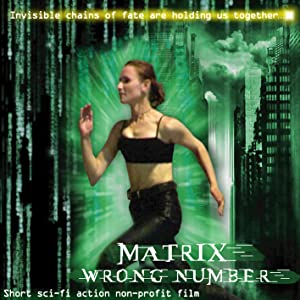 Invisible chains of fate are holding us together
MATRIX
WRONG NUMBER
Short sci-fi action non-profit film